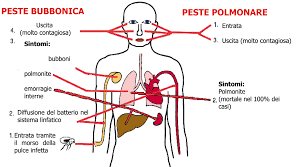 PESTE BUBBONICA
4. Uscita
(molto contagiosa)
3. Sintomi:
bubboni
polmonite
emorragie
interne
2. Diffusione del batterio nel
sistema linfatico
1. Entrata tramite
il morso della
pulce infetta
PESTE POLMONARE
1. Entrata
3. Uscita (molto contagiosa)
Sintomi:
Polmonite
2. (mortale nel 100% dei
casi)